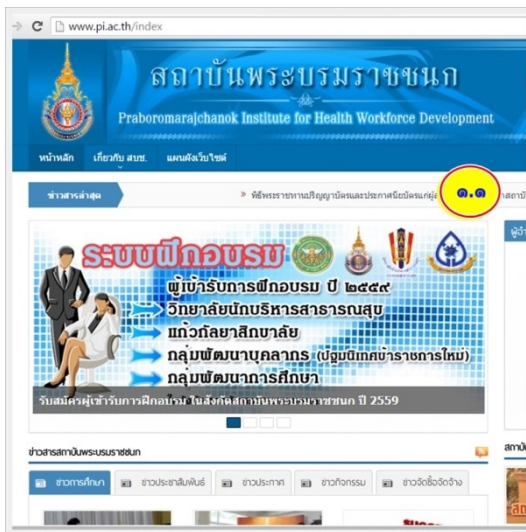 www.pi.ac.th/index
สถาบันพระบรมราชชนก
Praboromarajchanok Institute for Health Workforce Development
หน้าหลัก เกี่ยวกับ สบช. แผนผังเว็บไซต์
ข่าวสารล่าสุด » พิธีพระราชทานปริญญาบัตรและประกาศนียบัตรแก่ผู้ ๑.๑
ระบบฝึกอบรม
ผู้เข้ารับการฝึกอบรม ปี ๒๕๕๙
วิทยาลัยนักบริหารสาธารณสุข
แก้วกัลยาสิกขาลัย
กลุ่มพัฒนาบุคลากร (ปฐมนิเทศข้าราชการใหม่)
กลุ่มพัฒนาการศึกษา
รับสมัครผู้เข้ารับการฝึกอบรม ในสังกัดสถาบันพระบรมราชชนก ปี 2559
ข่าวสารสถาบันพระบรมราชชนก
ข่าวการศึกษา ข่าวประชาสัมพันธ์ ข่าวประกาศ ข่าวกิจกรรม ข่าวจัดซื้อจัดจ้าง